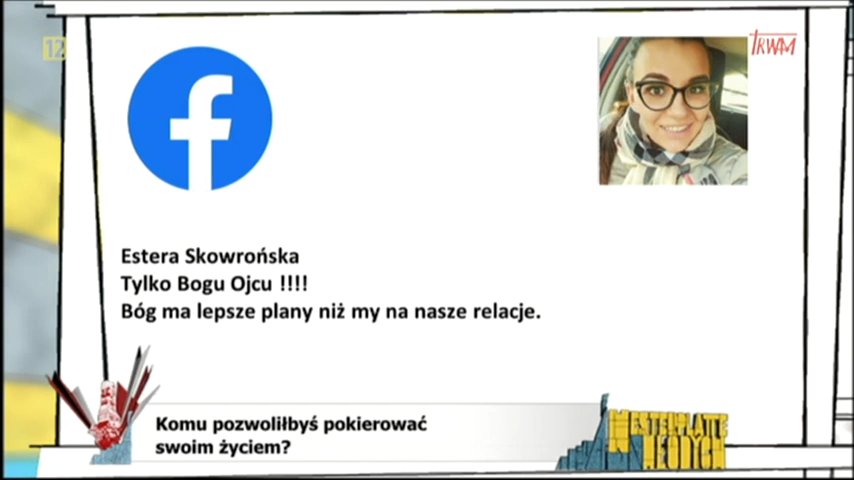 12
TRWAM
Estera Skowrońska
Tylko Bogu Ojcu !!!!
Bóg ma lepsze plany niż my na nasze relacje.
Komu pozwoliłbyś pokierować
swoim życiem?